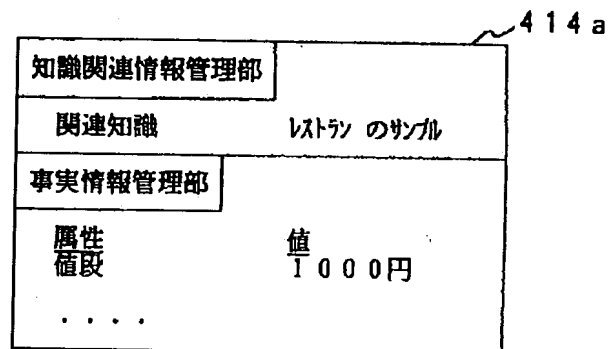 414a
知識関連情報管理部
関連知識 ﾚｽﾄﾗﾝ のｻﾝﾌﾟﾙ
事実情報管理部
属性 値
値段 1000円
・・・・